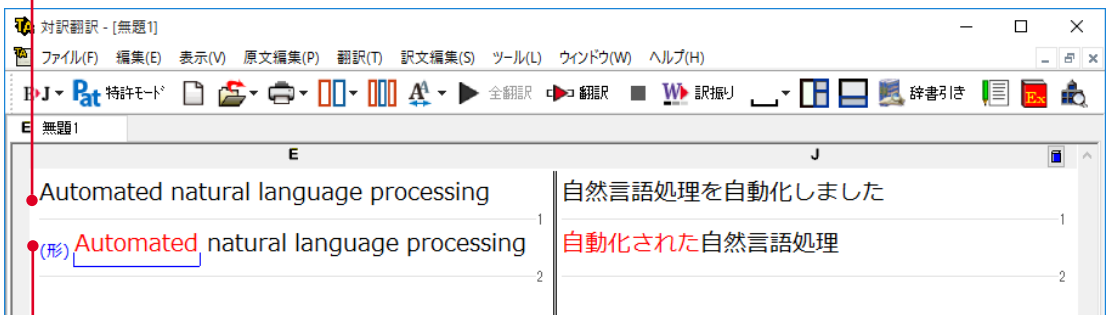 対訳翻訳 - [無題1]
ファイル(F) 編集(E) 表示(V) 原文編集(P) 翻訳(T) 訳文編集(S) ツール(L) ウィンドウ(W) ヘルプ(H)
E▸J Pat 特許モード 全翻訳 翻訳 W 訳振り 辞書引き Ex
E 無題1
E J
Automated natural language processing 自然言語処理を自動化しました
1 1
(形) Automated natural language processing 自動化された自然言語処理
2 2